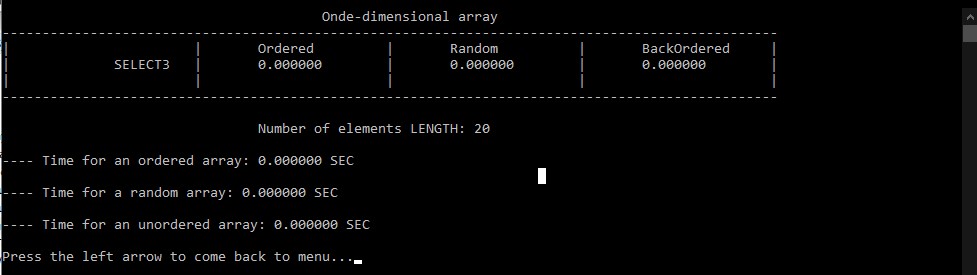 Onde-dimensional array
--------------------------------------------------------------------------------
| | Ordered | Random | BackOrdered |
| SELECT3 | 0.000000 | 0.000000 | 0.000000 |
| | | | |
--------------------------------------------------------------------------------
Number of elements LENGTH: 20
---- Time for an ordered array: 0.000000 SEC
---- Time for a random array: 0.000000 SEC
---- Time for an unordered array: 0.000000 SEC
Press the left arrow to come back to menu..._